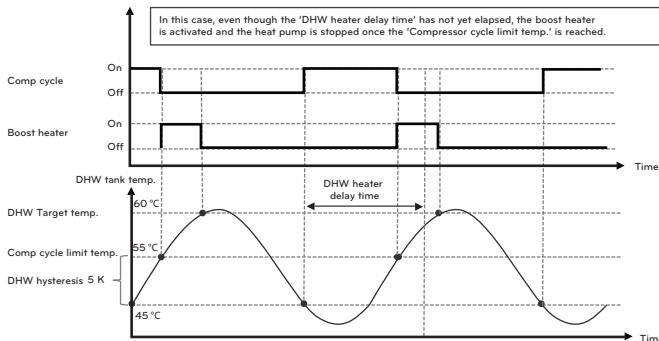 In this case, even though the 'DHW heater delay time' has not yet elapsed, the boost heater
is activated and the heat pump is stopped once the 'Compressor cycle limit temp.' is reached.
On
Comp cycle
Off
On
Boost heater
Off
Time
DHW tank temp.
DHW heater
delay time
60 °C
DHW Target temp.
55 °C
Comp cycle limit temp.
DHW hysteresis 5 K
45 °C
Time